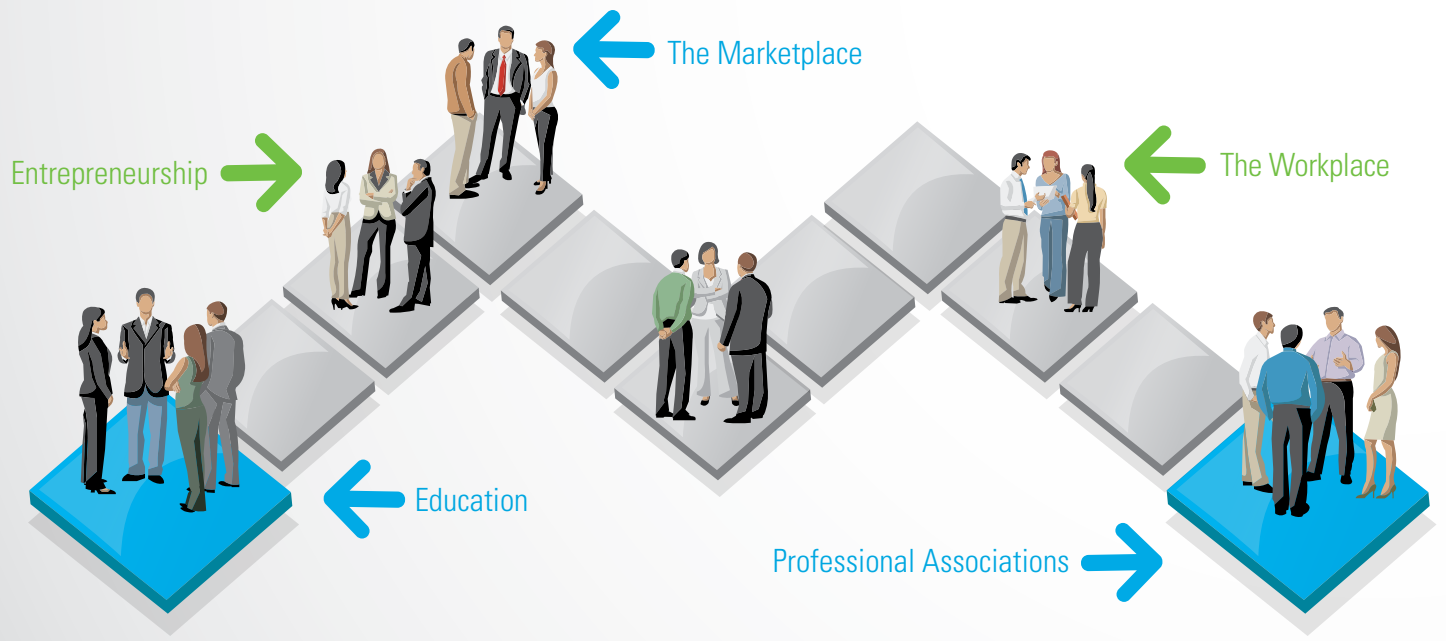 The Marketplace
Entrepreneurship
The Workplace
Education
Professional Associations